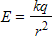 E = kq / r²